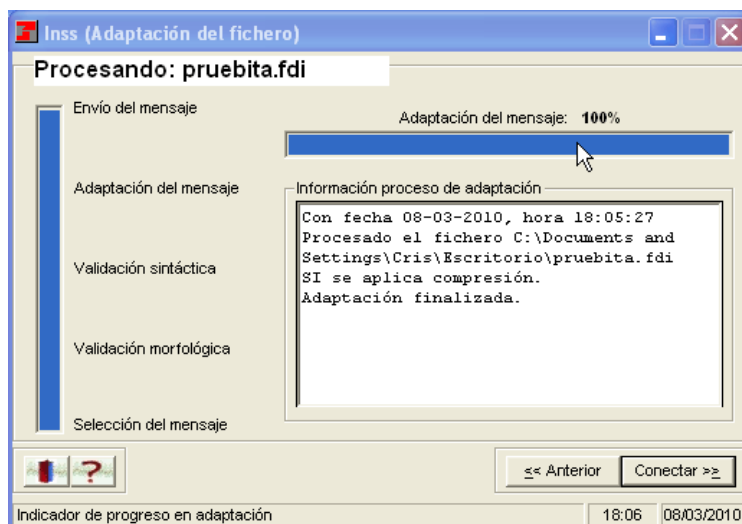 Inss (Adaptación del fichero)
Procesando: pruebita.fdi
Envío del mensaje
Adaptación del mensaje: 100%
Adaptación del mensaje
Información proceso de adaptación
Con fecha 08-03-2010, hora 18:05:27
Procesado el fichero C:\Documents and
Settings\Cris\Escritorio\pruebita.fdi
SI se aplica compresión.
Adaptación finalizada.
Validación sintáctica
Validación morfológica
Selección del mensaje
?
<< Anterior
Conectar >>
Indicador de progreso en adaptación
18:06
08/03/2010